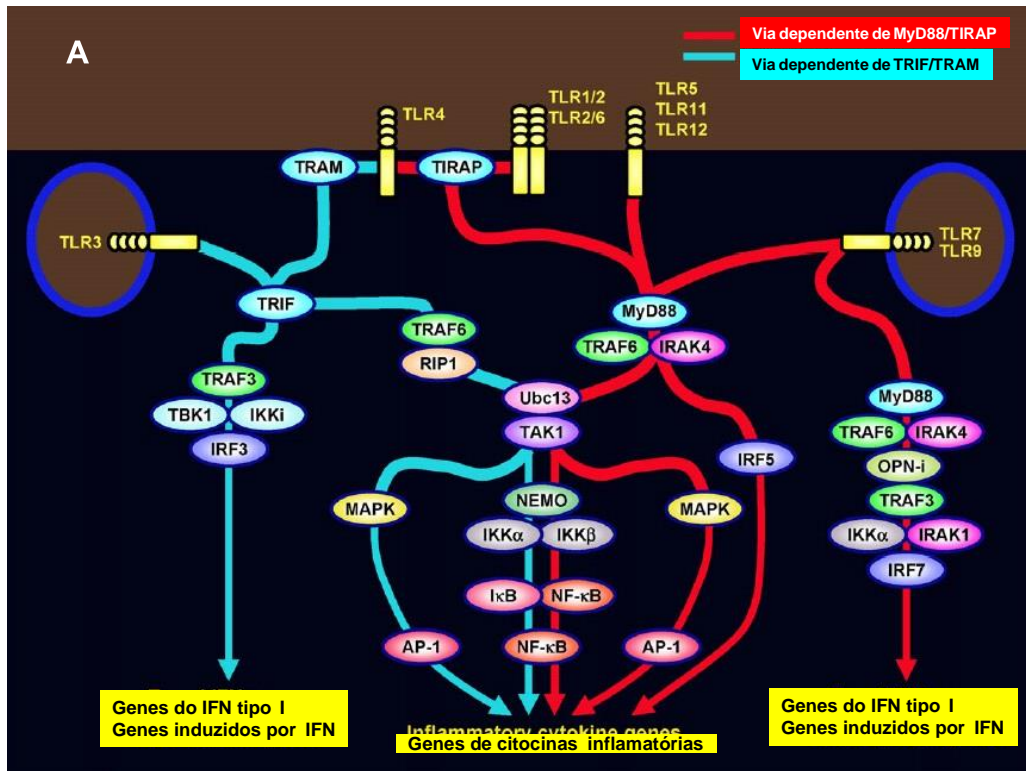 A
Via dependente de MyD88/TIRAP
Via dependente de TRIF/TRAM
TLR4
TLR1/2
TLR2/6
TLR5
TLR11
TLR12
TRAM
TIRAP
TLR3
TLR7
TLR9
TRIF
MyD88
TRAF6
RIP1
TRAF6
IRAK4
TRAF3
TBK1
IKKi
IRF3
Ubc13
TAK1
IRF5
MyD88
TRAF6
IRAK4
OPN-i
TRAF3
IKKα
IRAK1
IRF7
MAPK
NEMO
MAPK
IKKα
IKKβ
IκB
NF-κB
AP-1
NF-κB
AP-1
Genes do IFN tipo I
Genes induzidos por IFN
Inflammatory cytokine genes
Genes de citocinas inflamatórias
Genes do IFN tipo I
Genes induzidos por IFN